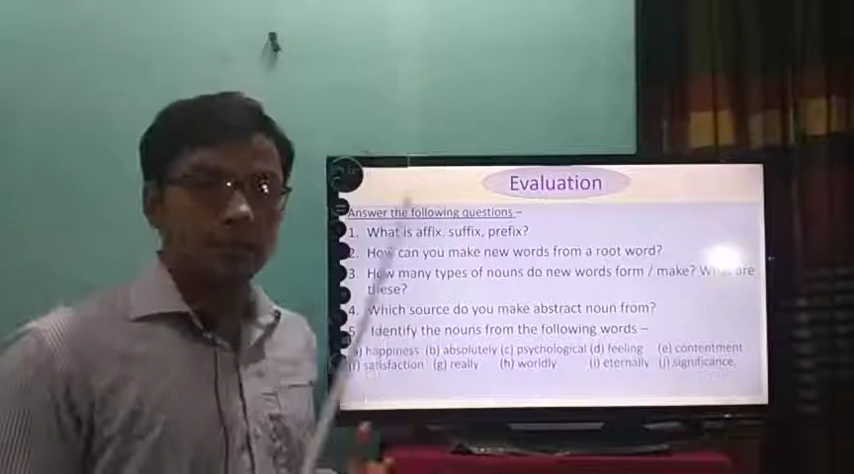 Evaluation
Answer the following questions –
1. What is affix, suffix, prefix?
2. How can you make new words from a root word?
3. How many types of nouns do new words form / make? What are
these?
4. Which source do you make abstract noun from?
5. Identify the nouns from the following words –
a) happiness (b) absolutely (c) psychological (d) feeling (e) contentment
(f) satisfaction (g) really (h) worldly (i) eternally (j) significance.